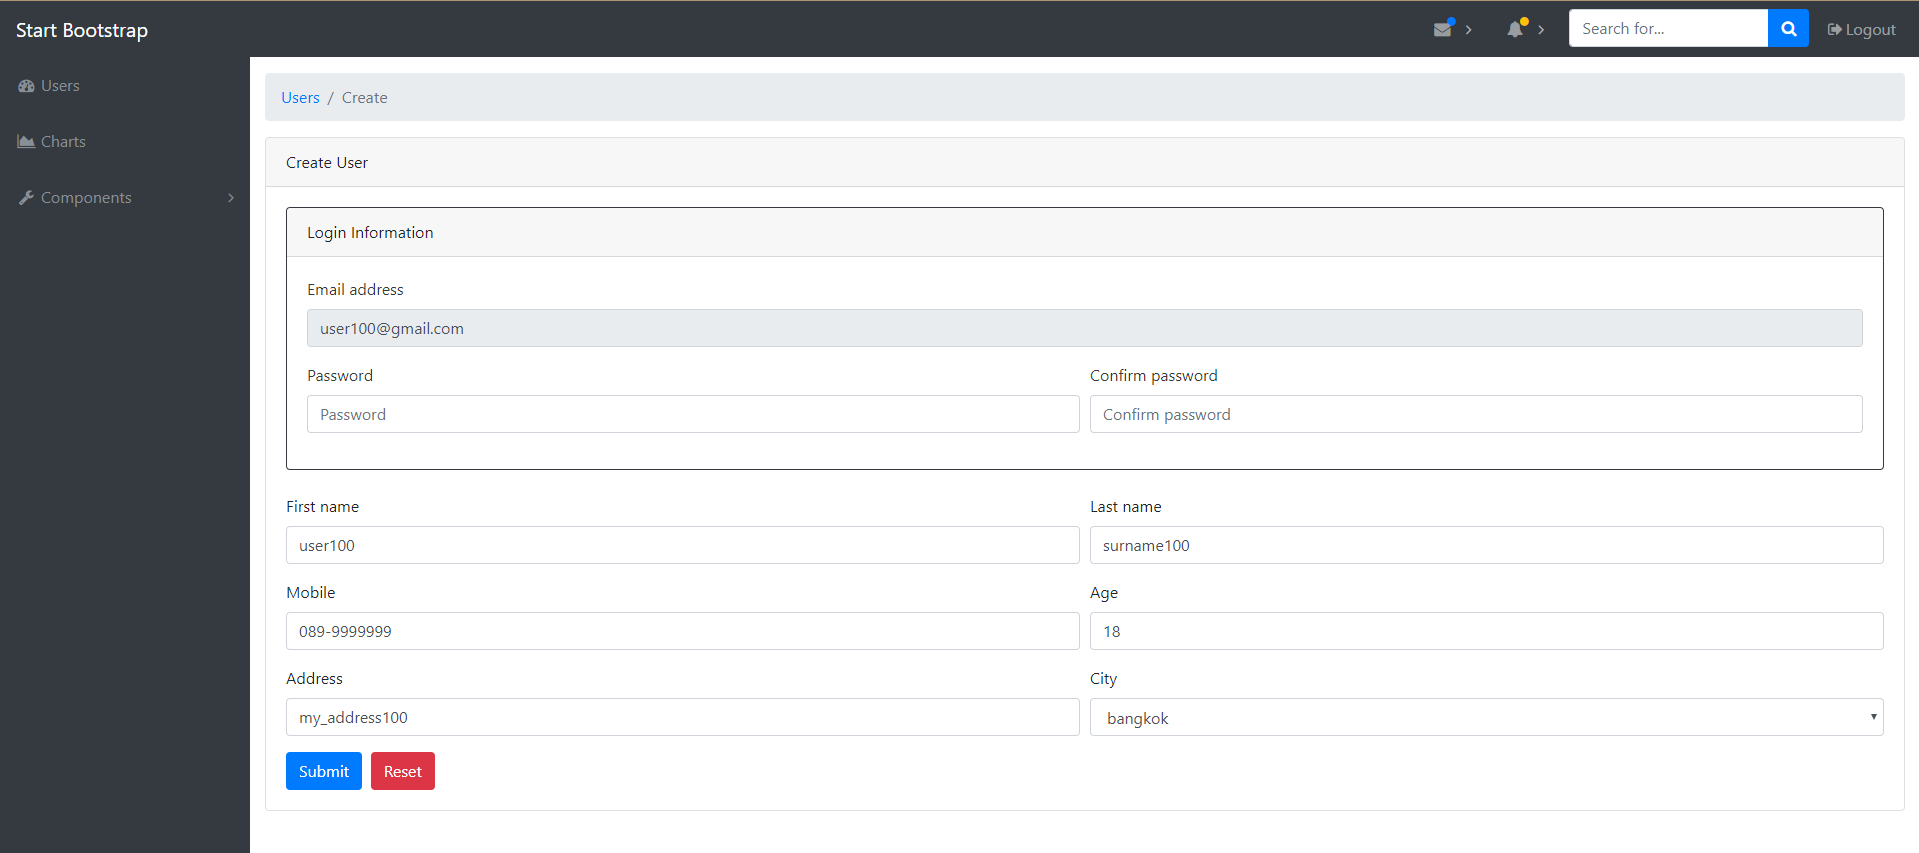 Start Bootstrap
Search for...
Logout
Users
Charts
Components
Users / Create
Create User
Login Information
Email address
user100@gmail.com
Password Confirm password
Password Confirm password
First name Last name
user100 surname100
Mobile Age
089-9999999 18
Address City
my_address100 bangkok
Submit Reset